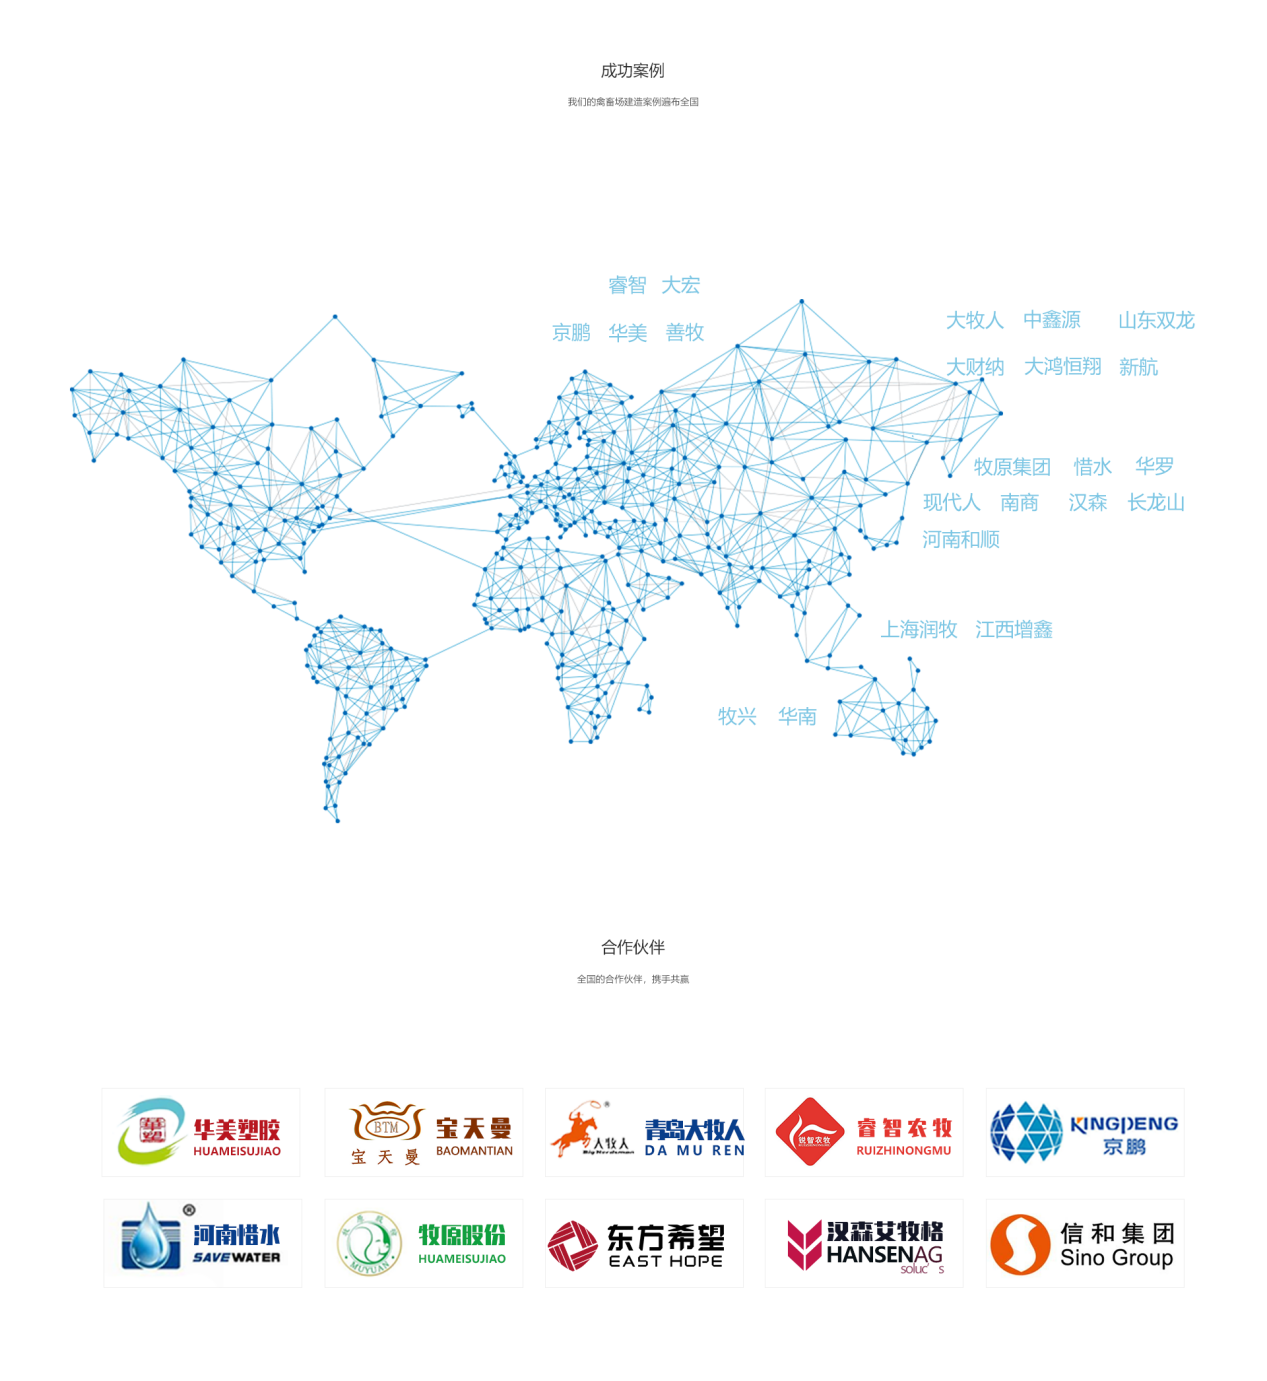 成功案例
我们的禽畜场建造案例遍布全国
睿智 大宏
京鹏 华美 善牧
大牧人 中鑫源 山东双龙
大财纳 大鸿恒翔 新航
牧原集团 惜水 华罗
现代人 南商 汉森 长龙山
河南和顺
上海润牧 江西增鑫
牧兴 华南
合作伙伴
全国的合作伙伴，携手共赢
華塑
华美塑胶
HUAMEISUJIAO
BTM
宝天曼
宝天曼
BAOMANTIAN
®
大牧人
Big Herdsman
青岛大牧人
DA MU REN
锐智农牧
睿智农牧
RUIZHINONGMU
KINGPENG
京鹏
®
河南惜水
SAVEWATER
MUYUAN
牧原股份
HUAMEISUJIAO
东方希望
EAST HOPE
汉森艾牧格
HANSENAG
soluc s
信和集团
Sino Group